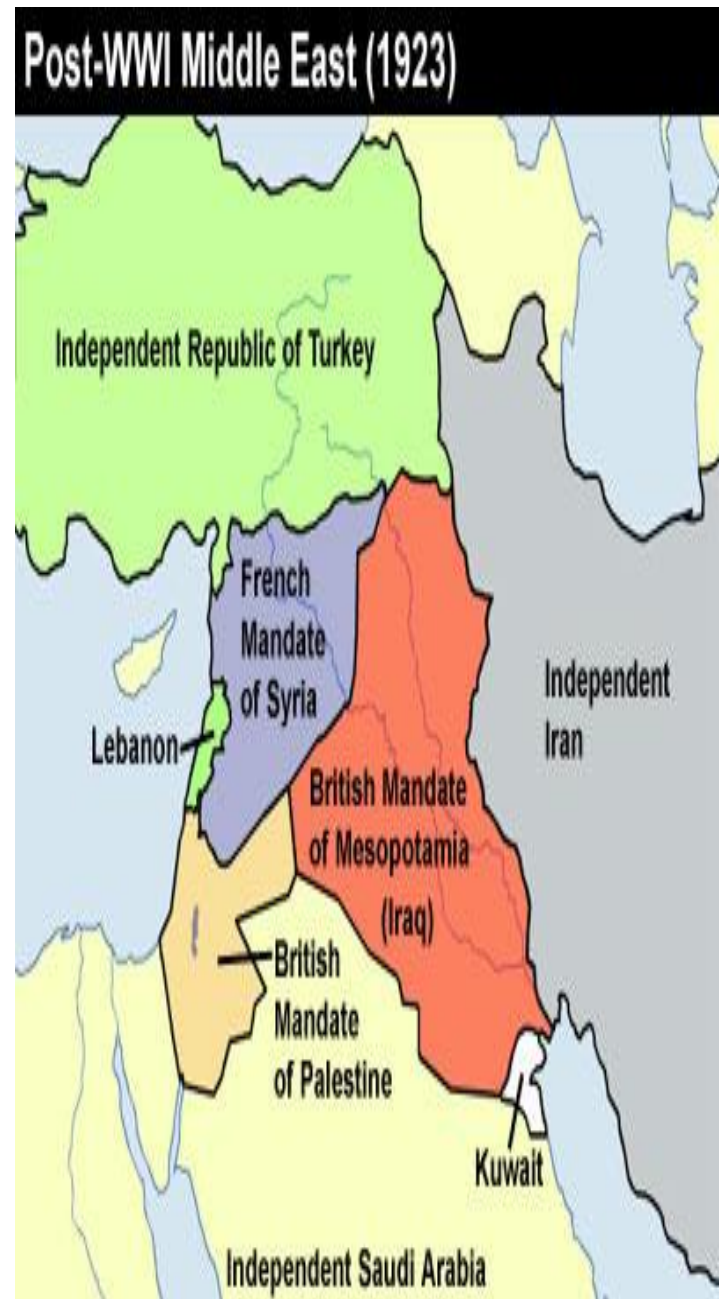 Post-WWI Middle East (1923)
Independent Republic of Turkey
French
Mandate
of Syria
Independent
Iran
Lebanon
British Mandate
of Mesopotamia
(Iraq)
British
Mandate
of Palestine
Kuwait
Independent Saudi Arabia